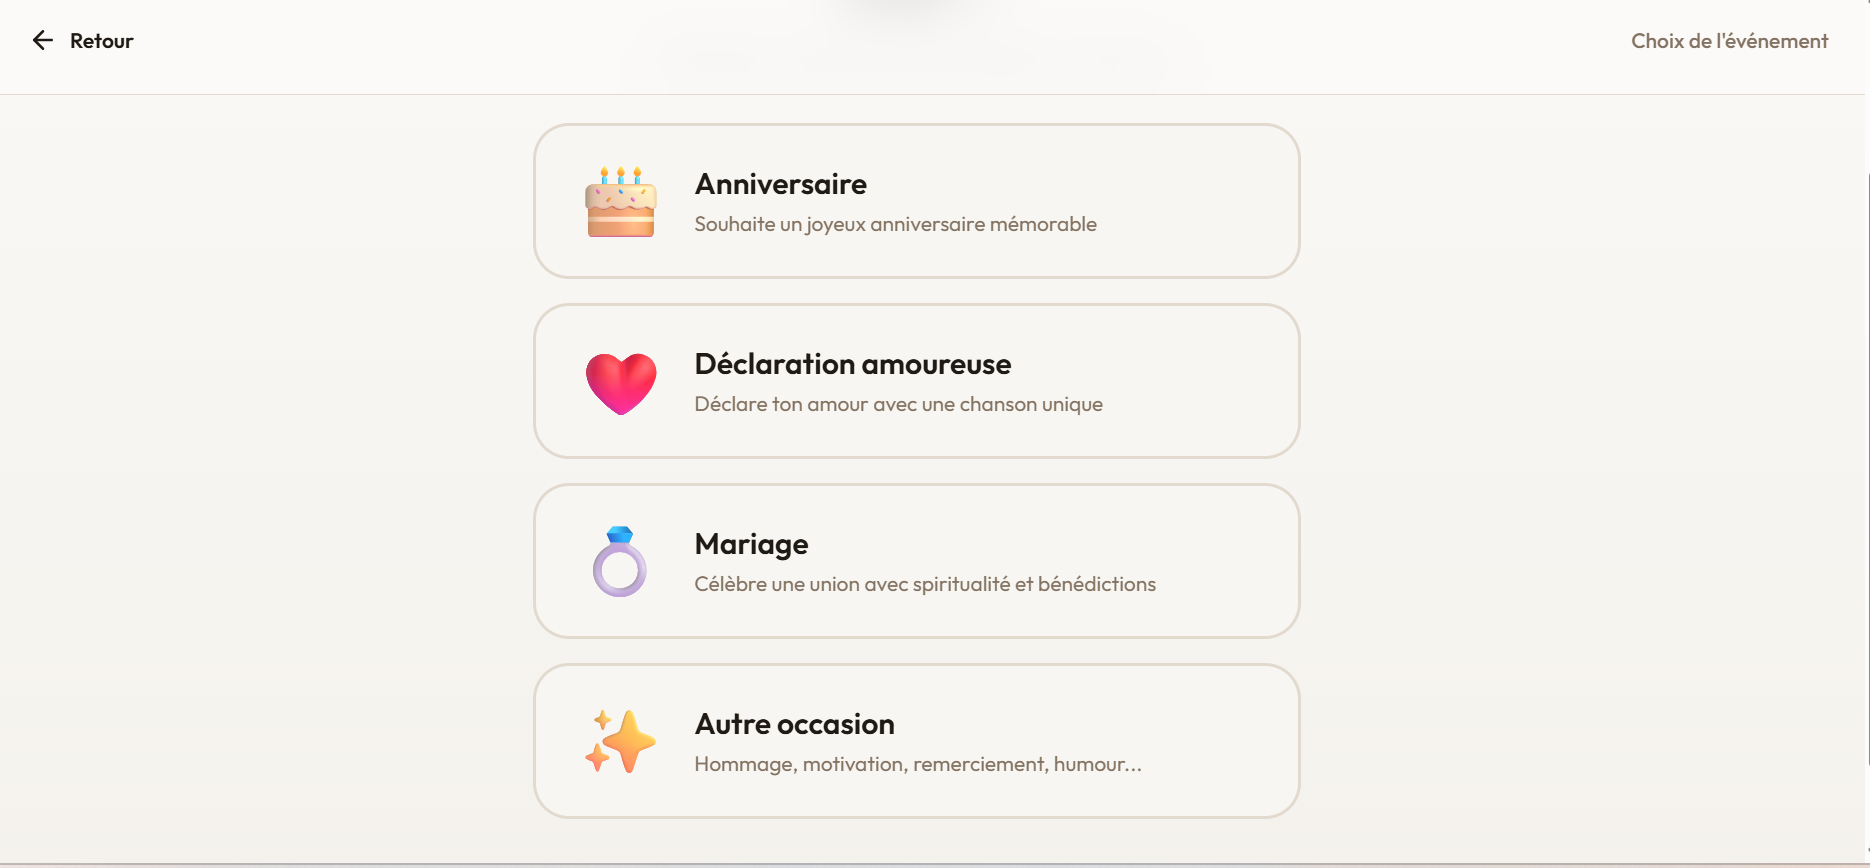 Retour
Choix de l'événement
Anniversaire
Souhaite un joyeux anniversaire mémorable
Déclaration amoureuse
Déclare ton amour avec une chanson unique
Mariage
Célèbre une union avec spiritualité et bénédictions
Autre occasion
Hommage, motivation, remerciement, humour...